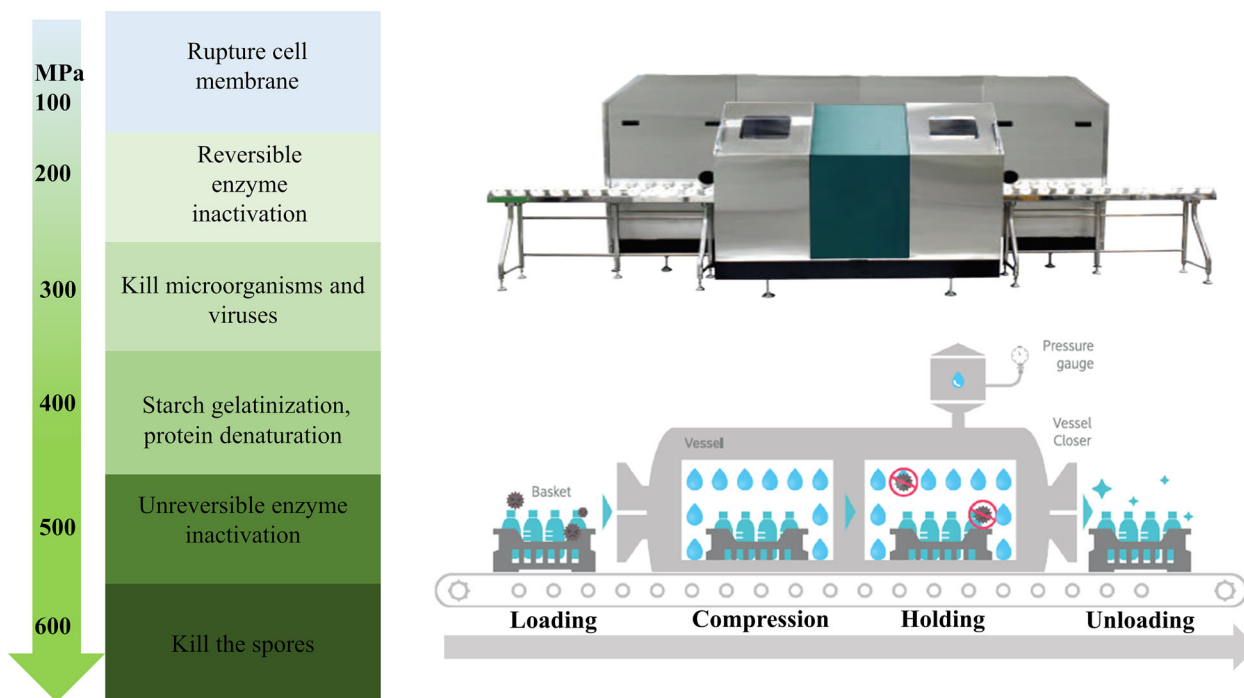 MPa
100
200
300
400
500
600
Rupture cell
membrane
Reversible
enzyme
inactivation
Kill microorganisms and
viruses
Starch gelatinization,
protein denaturation
Unreversible enzyme
inactivation
Kill the spores
Pressure
gauge
Vessel
Closer
Vessel
Basket
Loading
Compression
Holding
Unloading